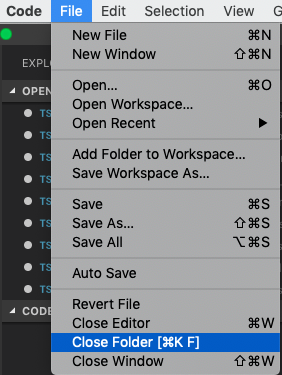 Code File Edit Selection View G
New File ⌘N
New Window ⇧⌘N
EXPLO
Open... ⌘O
OPEN
Open Workspace...
TS
Open Recent ▶
TS
Add Folder to Workspace...
TS
Save Workspace As...
TS
Save ⌘S
TS
Save As... ⇧⌘S
TS
Save All ⌥⌘S
TS
Auto Save
TS
TS
Revert File
CODE
Close Editor ⌘W
Close Folder [⌘K F]
Close Window ⇧⌘W